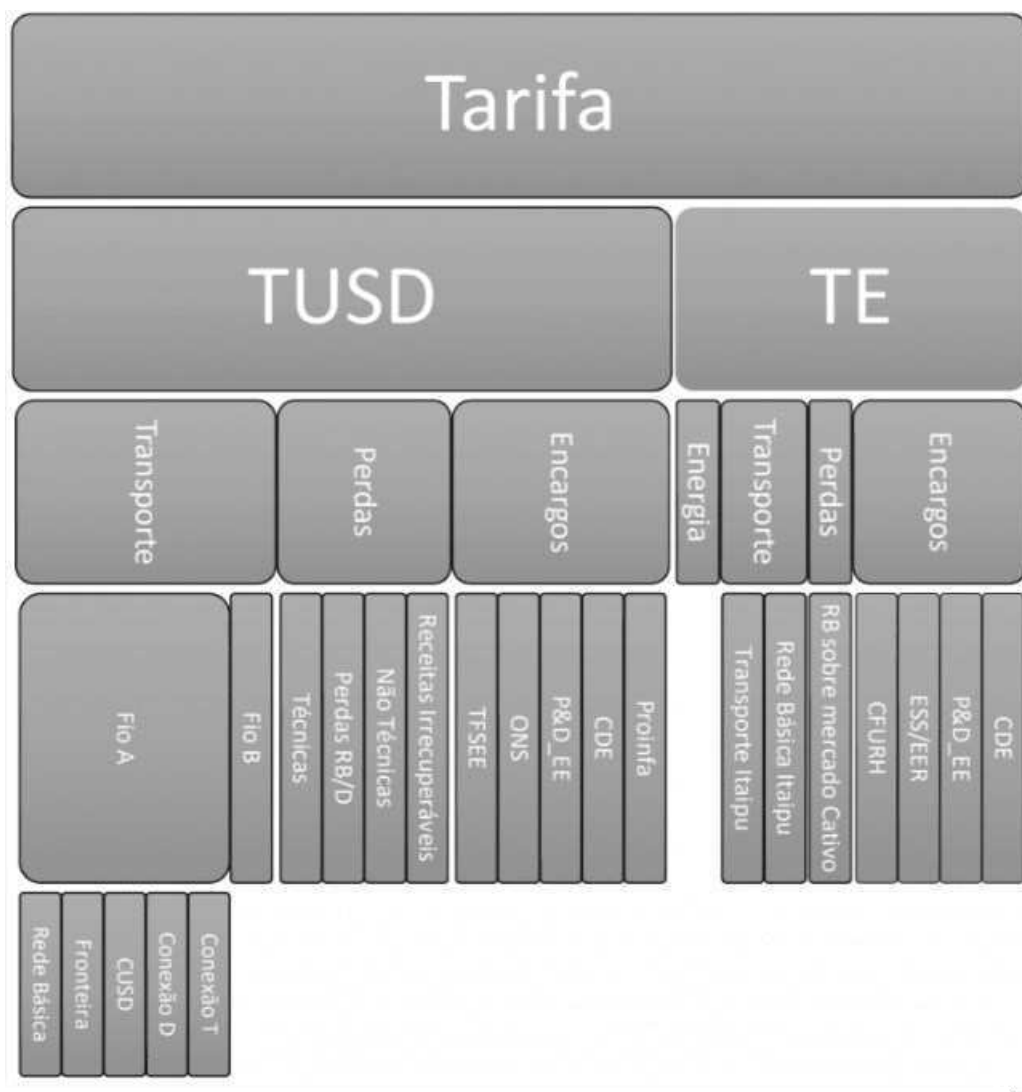 Tarifa
TUSD
TE
Transporte
Perdas
Encargos
Energia
Transporte
Perdas
Encargos
Fio A
Fio B
Técnicas
Perdas RB/D
Não Técnicas
Receitas Irrecuperáveis
TFSEE
ONS
P&D_EE
CDE
Proinfa
Transporte Itaipu
Rede Básica Itaipu
RB sobre mercado Cativo
CFURH
ESS/EER
P&D_EE
CDE
Rede Básica
Fronteira
CUSD
Conexão D
Conexão T